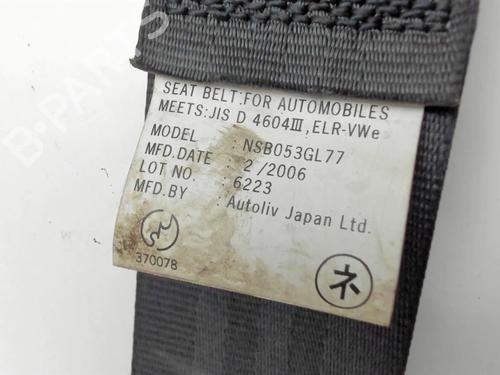 SEAT BELT:FOR AUTOMOBILES
MEETS:JIS D 4604Ⅲ,ELR-VWe
MODEL : NSB053GL77
MFD.DATE : 2/2006
LOT NO. : 6223
MFD.BY : Autoliv Japan Ltd.
370078
ネ
B-PARTS